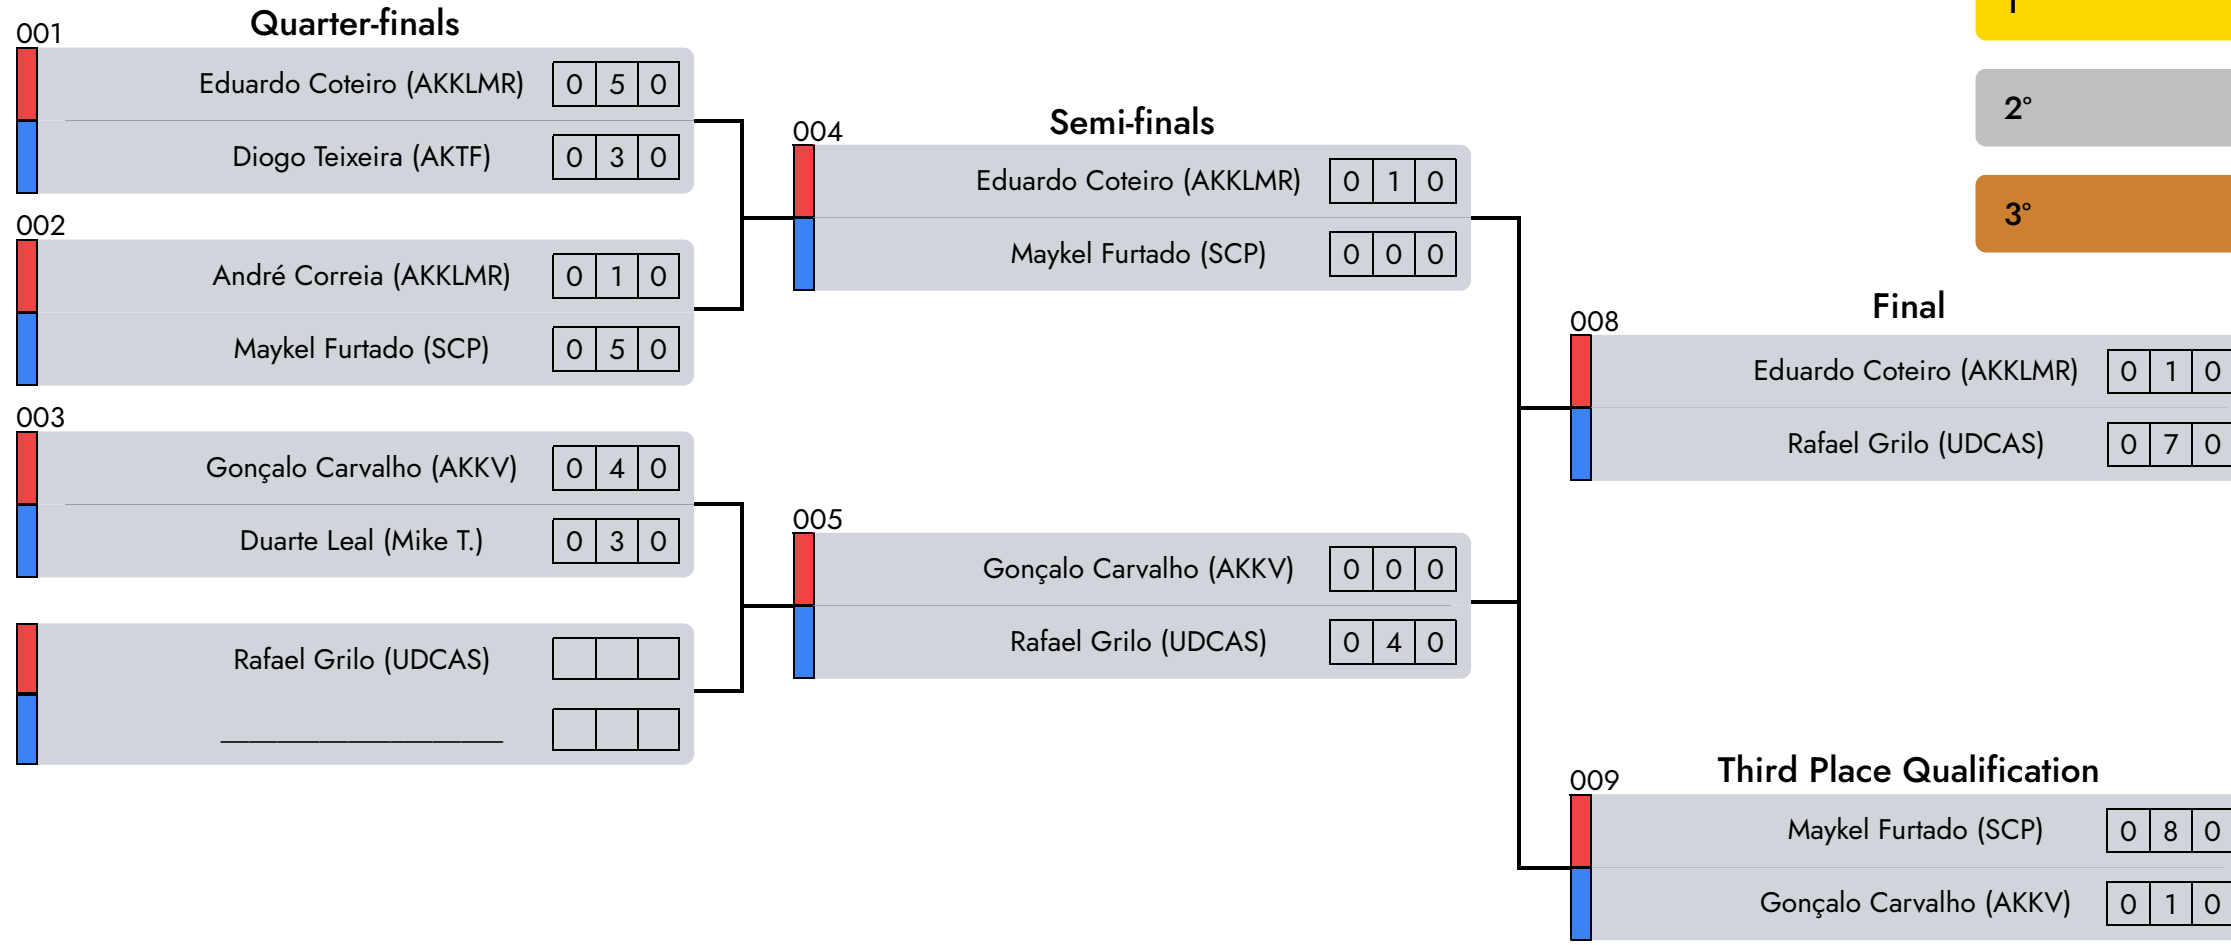 Quarter-finals
001
Eduardo Coteiro (AKKLMR) 0 5 0
Diogo Teixeira (AKTF) 0 3 0
002
André Correia (AKKLMR) 0 1 0
Maykel Furtado (SCP) 0 5 0
003
Gonçalo Carvalho (AKKV) 0 4 0
Duarte Leal (Mike T.) 0 3 0
Rafael Grilo (UDCAS)
Semi-finals
004
Eduardo Coteiro (AKKLMR) 0 1 0
Maykel Furtado (SCP) 0 0 0
005
Gonçalo Carvalho (AKKV) 0 0 0
Rafael Grilo (UDCAS) 0 4 0
2°
3°
Final
008
Eduardo Coteiro (AKKLMR) 0 1 0
Rafael Grilo (UDCAS) 0 7 0
Third Place Qualification
009
Maykel Furtado (SCP) 0 8 0
Gonçalo Carvalho (AKKV) 0 1 0